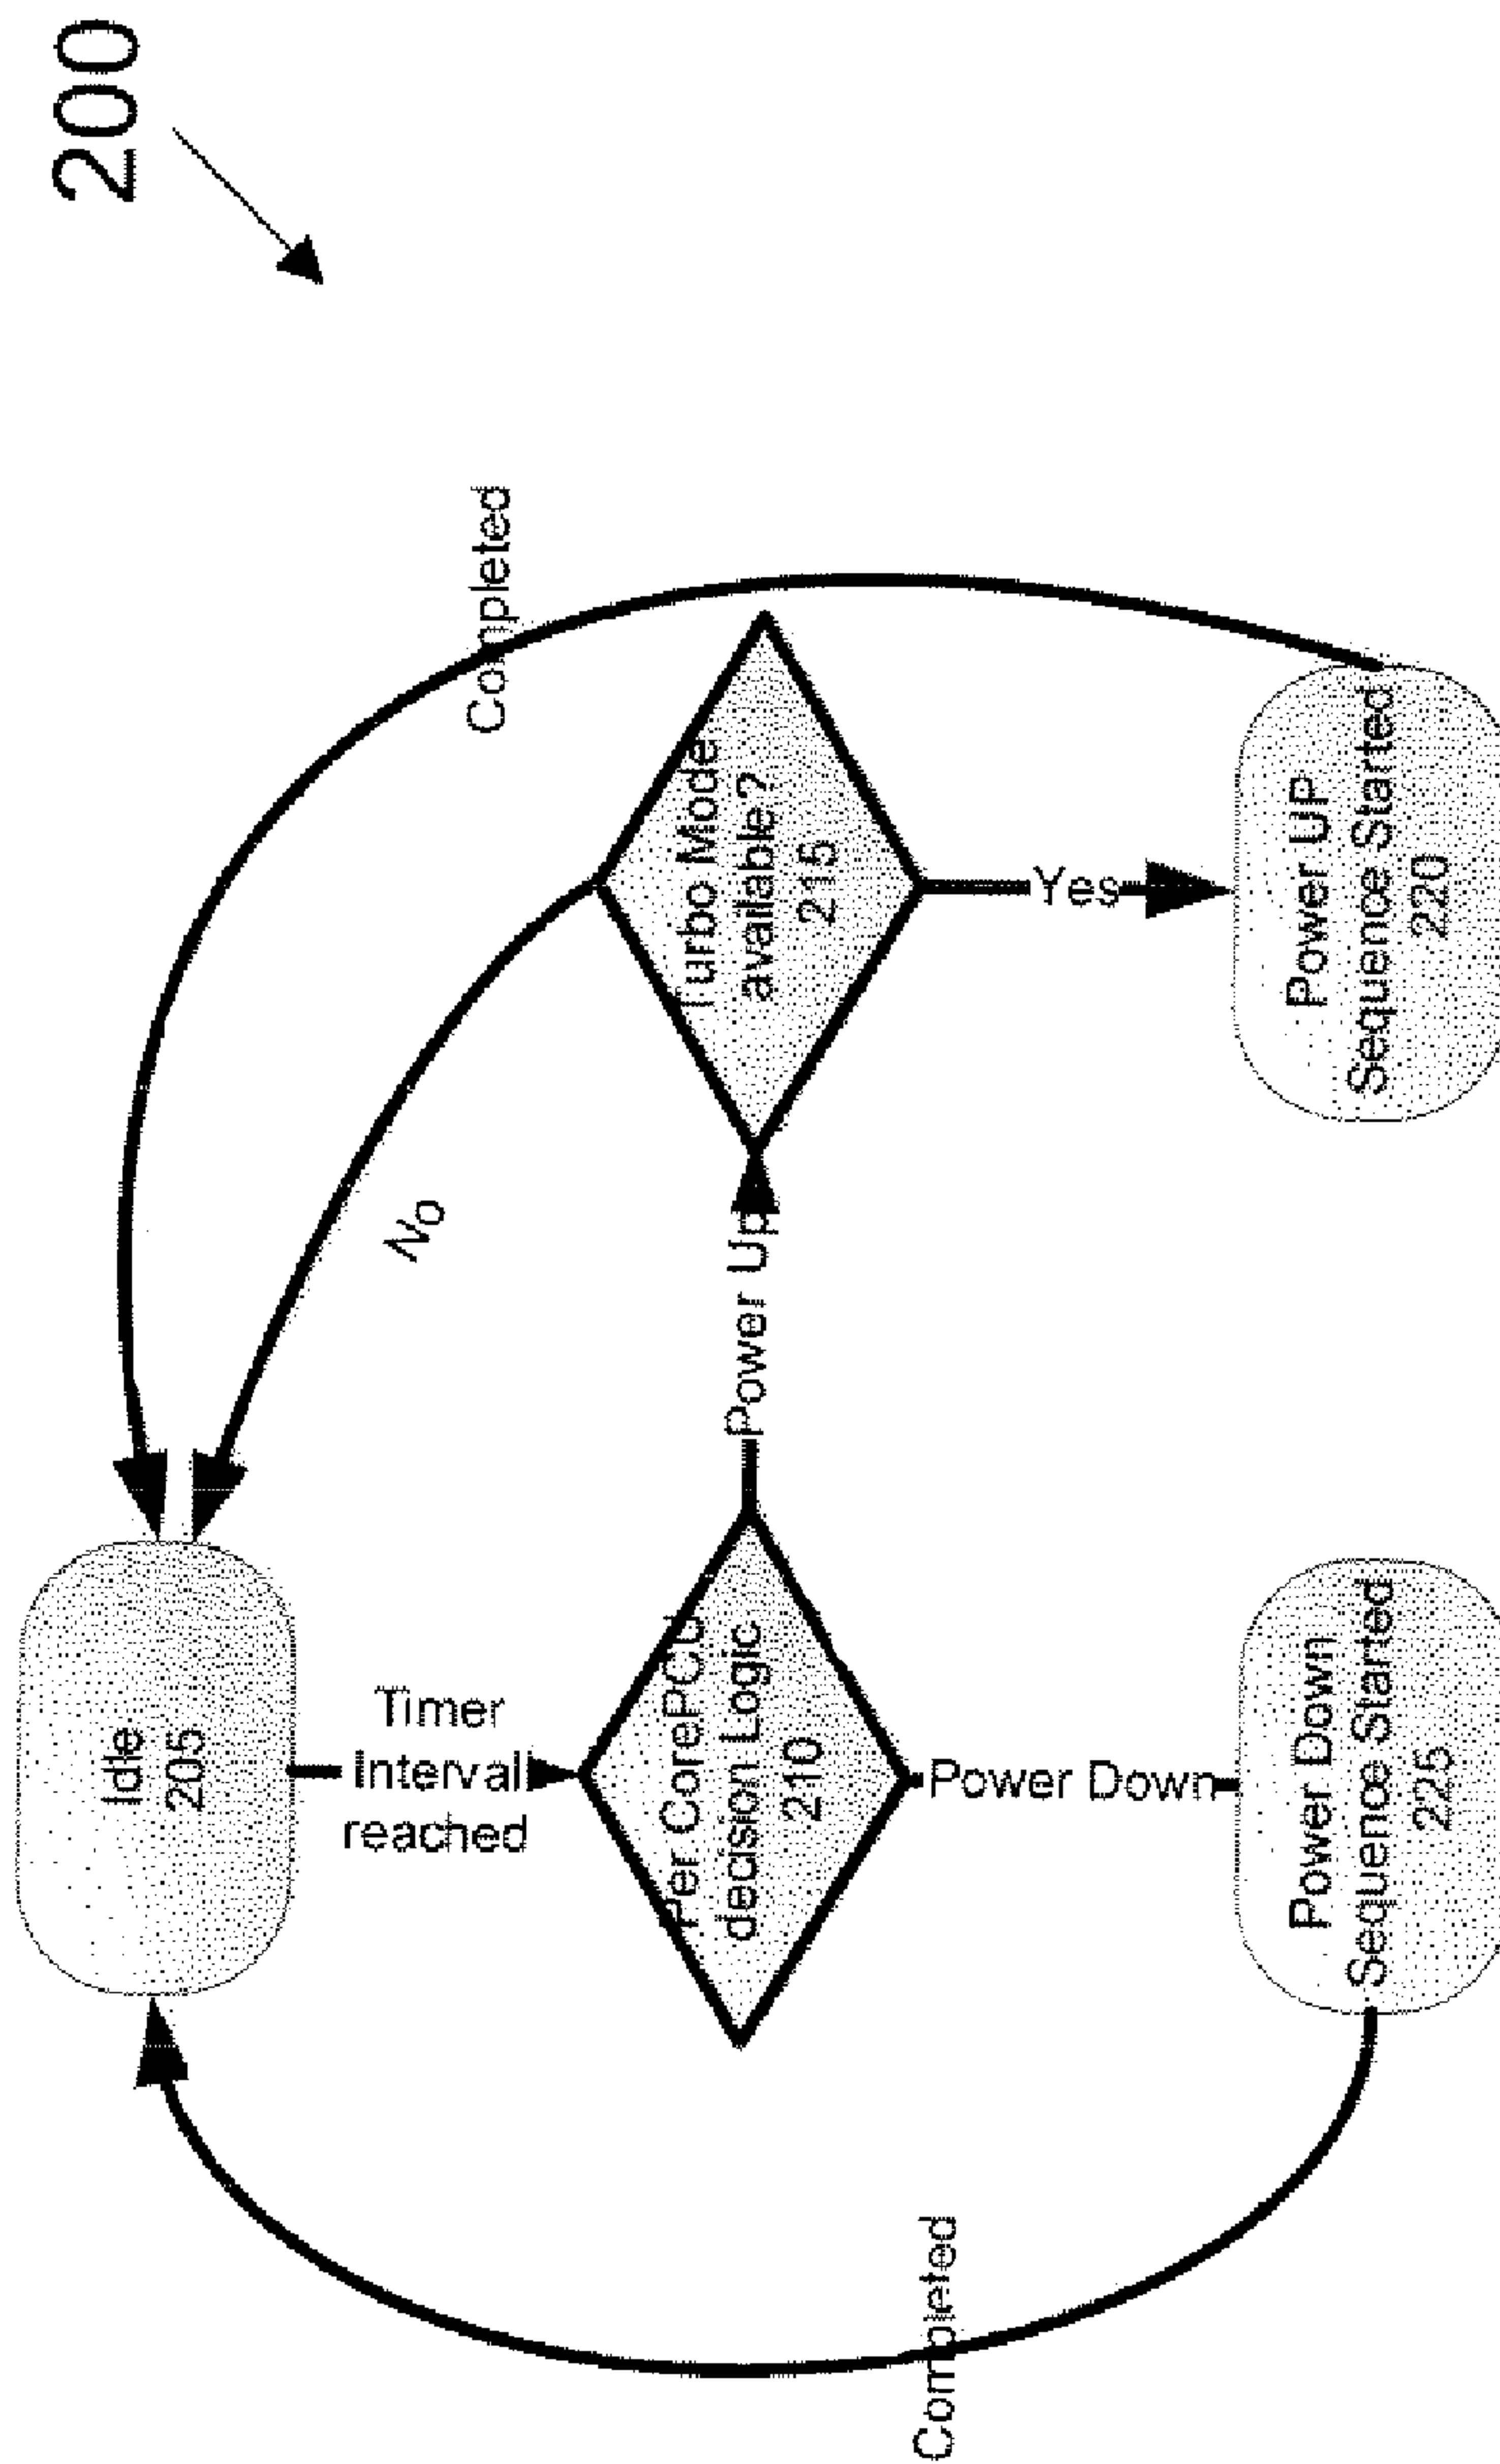 200
Idle
205
Timer
Interval
reached
Per CorePCU
decision Logic
210
Power Up
Turbo Mode
available?
215
No
Completed
Yes
Power UP
Sequence Started
220
Power Down
Power Down
Sequence Started
225
Completed